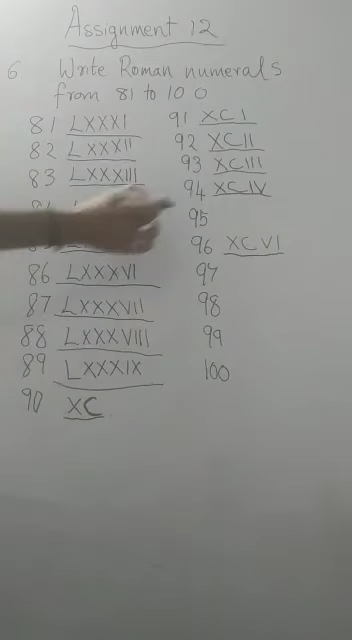 Assignment 12
6 Write Roman numerals
from 81 to 100
81 LXXXI
82 LXXXII
83 LXXXIII
86 LXXXVI
87 LXXXVII
88 LXXXVIII
89 LXXXIX
90 XC
91 XCI
92 XCII
93 XCIII
94 XCIV
95
96 XCVI
97
98
99
100